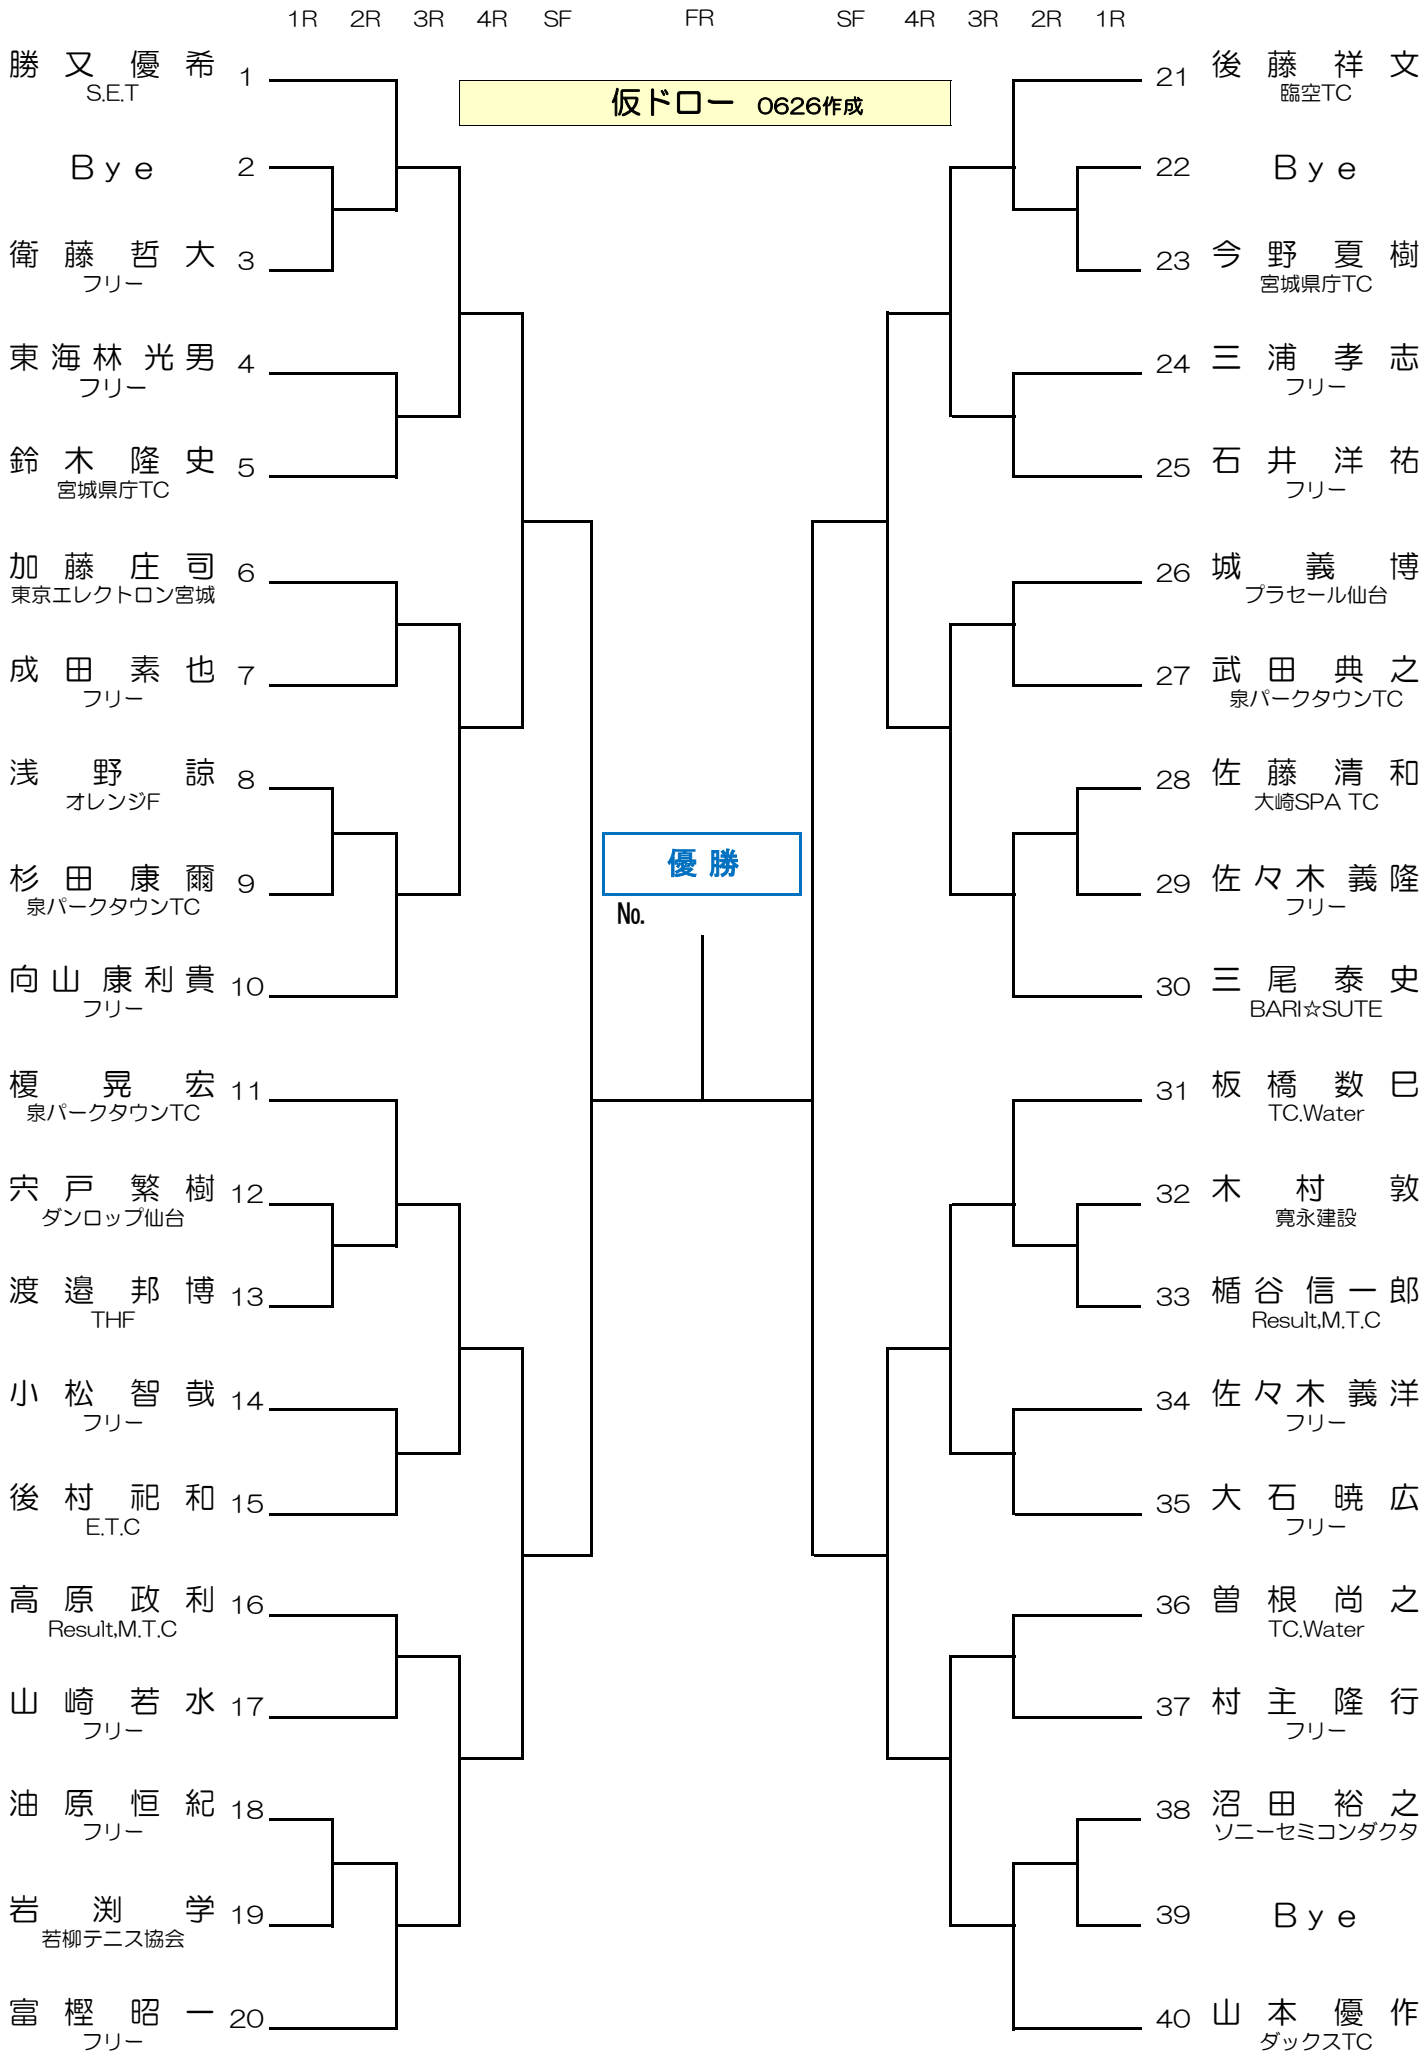 1R 2R 3R 4R SF FR SF 4R 3R 2R 1R
仮ドロー 0626作成
勝又 優希 1
S.E.T
Bye 2
衛藤 哲大 3
フリー
東海林 光男 4
フリー
鈴木 隆史 5
宮城県庁TC
加藤 庄司 6
東京エレクトロン宮城
成田 素也 7
フリー
浅野 諒 8
オレンジF
杉田 康爾 9
泉パークタウンTC
向山 康利貴 10
フリー
榎 晃宏 11
泉パークタウンTC
宍戸 繁樹 12
ダンロップ仙台
渡邉 邦博 13
THF
小松 智哉 14
フリー
後村 祀和 15
E.T.C
高原 政利 16
Result,M.T.C
山崎 若水 17
フリー
油原 恒紀 18
フリー
岩渕 学 19
若柳テニス協会
富樫 昭一 20
フリー
優勝
No.
21 後藤 祥文
臨空TC
22 Bye
23 今野 夏樹
宮城県庁TC
24 三浦 孝志
フリー
25 石井 洋祐
フリー
26 城 義博
プラセール仙台
27 武田 典之
泉パークタウンTC
28 佐藤 清和
大崎SPA TC
29 佐々木 義隆
フリー
30 三尾 泰史
BARI☆SUTE
31 板橋 数巳
TC.Water
32 木村 敦
寛永建設
33 楯谷 信一郎
Result,M.T.C
34 佐々木 義洋
フリー
35 大石 暁広
フリー
36 曽根 尚之
TC.Water
37 村主 隆行
フリー
38 沼田 裕之
ソニーセミコンダクタ
39 Bye
40 山本 優作
ダックスTC